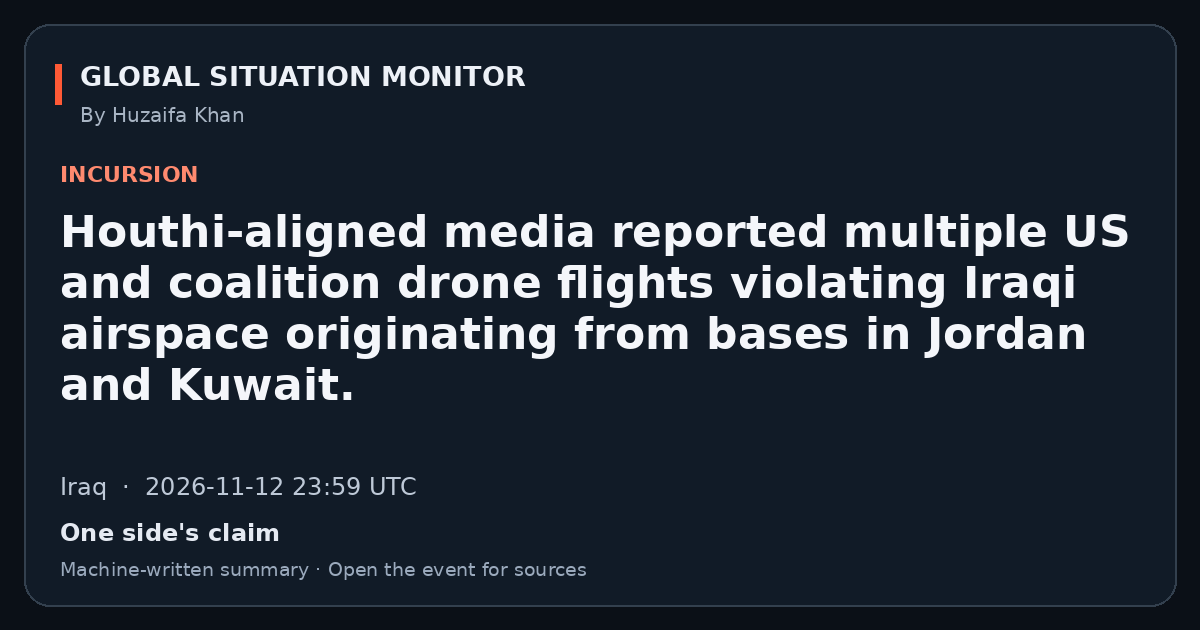 GLOBAL SITUATION MONITOR
By Huzaifa Khan
INCURSION
Houthi-aligned media reported multiple US
and coalition drone flights violating Iraqi
airspace originating from bases in Jordan
and Kuwait.
Iraq · 2026-11-12 23:59 UTC
One side's claim
Machine-written summary · Open the event for sources